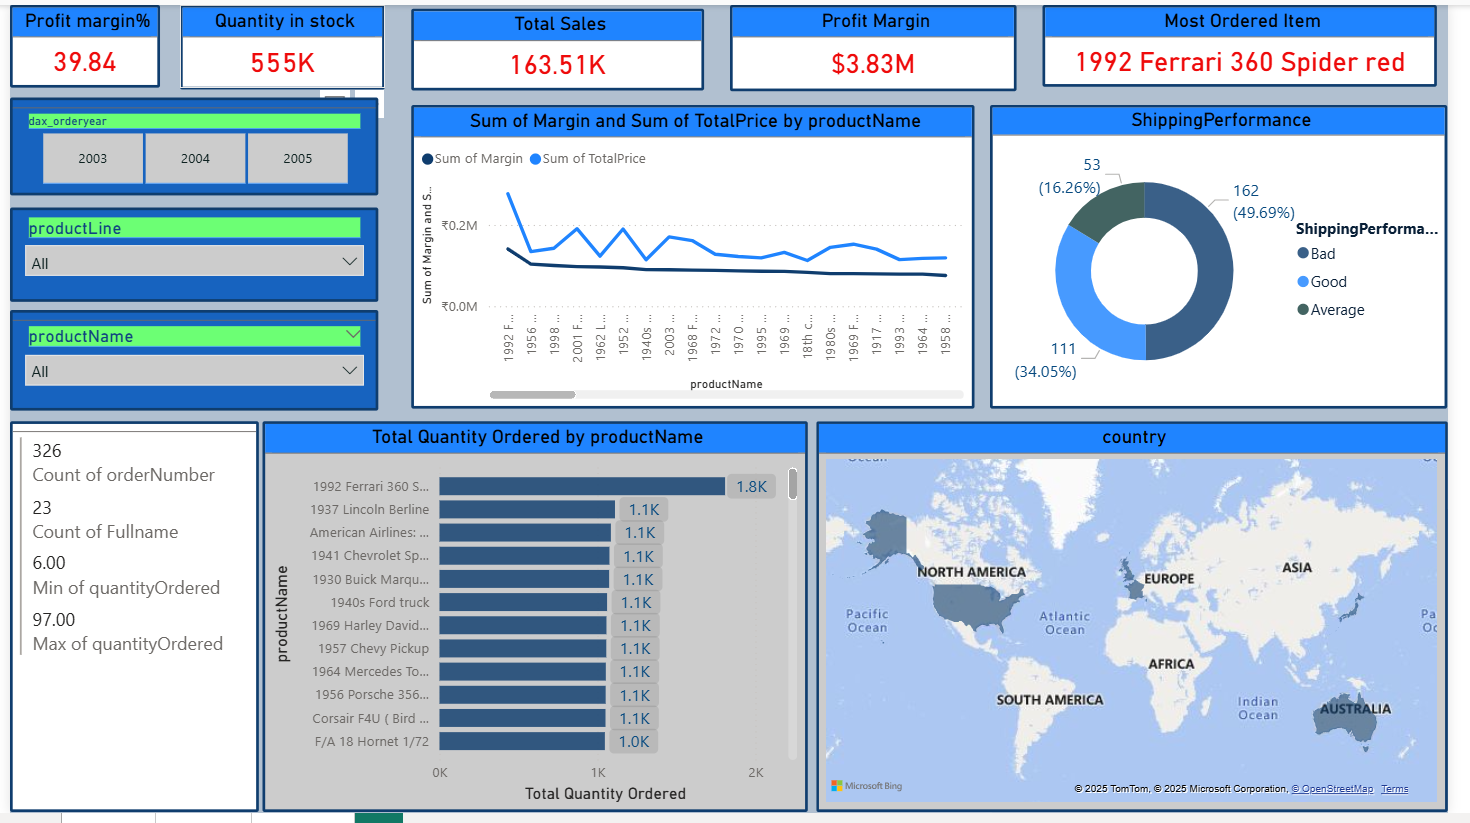 Profit margin%
39.84
Quantity in stock
555K
Total Sales
163.51K
Profit Margin
$3.83M
Most Ordered Item
1992 Ferrari 360 Spider red
dax_orderyear
2003
2004
2005
productLine
All
productName
All
Sum of Margin and Sum of TotalPrice by productName
Sum of Margin
Sum of TotalPrice
Sum of Margin and S...
₹0.2M
₹0.0M
1992 F...
1956 ...
1998 ...
2001 F...
1962 L...
1952 ...
1940s ...
2003 ...
1968 F...
1972 ...
1970 ...
1995 ...
1969 ...
18th c...
1980s ...
1969 F...
1917 ...
1993 ...
1964 ...
1958 ...
productName
ShippingPerformance
53
(16.26%)
162
(49.69%)
111
(34.05%)
ShippingPerforma...
Bad
Good
Average
326
Count of orderNumber
23
Count of Fullname
6.00
Min of quantityOrdered
97.00
Max of quantityOrdered
Total Quantity Ordered by productName
productName
1992 Ferrari 360 S... 1.8K
1937 Lincoln Berline 1.1K
American Airlines: ... 1.1K
1941 Chevrolet Sp... 1.1K
1930 Buick Marqu... 1.1K
1940s Ford truck 1.1K
1969 Harley David... 1.1K
1957 Chevy Pickup 1.1K
1964 Mercedes To... 1.1K
1956 Porsche 356... 1.1K
Corsair F4U ( Bird ... 1.1K
F/A 18 Hornet 1/72 1.0K
0K 1K 2K
Total Quantity Ordered
country
NORTH AMERICA
EUROPE
ASIA
Pacific
Ocean
Atlantic
Ocean
AFRICA
SOUTH AMERICA
Indian
Ocean
AUSTRALIA
Microsoft Bing
© 2025 TomTom, © 2025 Microsoft Corporation, © OpenStreetMap Terms